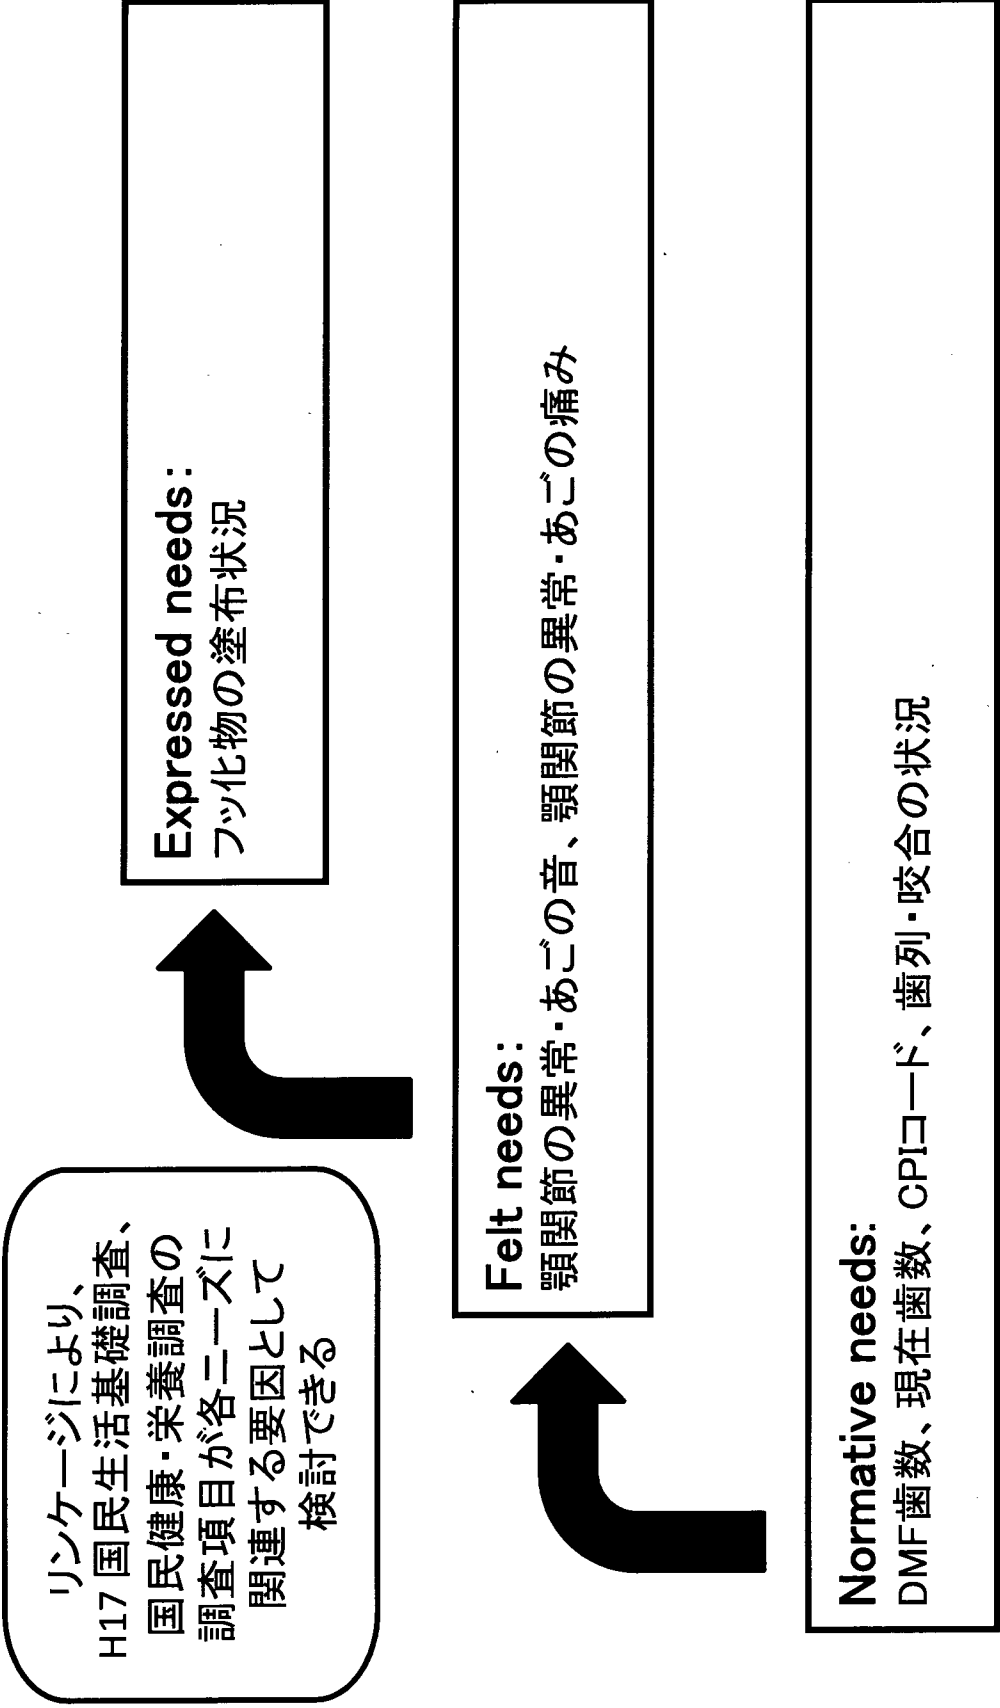 リンケージにより、
H17 国民生活基礎調査、
国民健康・栄養調査の
調査項目が各ニーズに
関連する要因として
検討できる
Expressed needs:
フッ化物の塗布状況
Felt needs:
顎関節の異常・あごの音、顎関節の異常・あごの痛み
Normative needs:
DMF歯数、現在歯数、CPIコード、歯列・咬合の状況